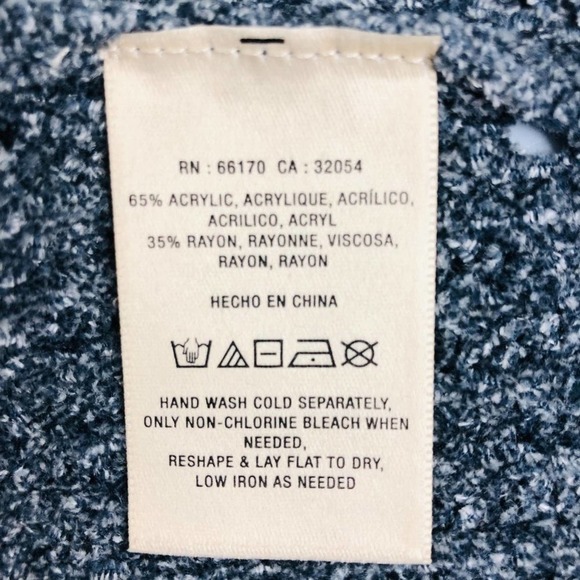 RN : 66170 CA : 32054
65% ACRYLIC, ACRYLIQUE, ACRÍLICO,
ACRILICO, ACRYL
35% RAYON, RAYONNE, VISCOSA,
RAYON, RAYON
HECHO EN CHINA
HAND WASH COLD SEPARATELY,
ONLY NON-CHLORINE BLEACH WHEN
NEEDED,
RESHAPE & LAY FLAT TO DRY,
LOW IRON AS NEEDED